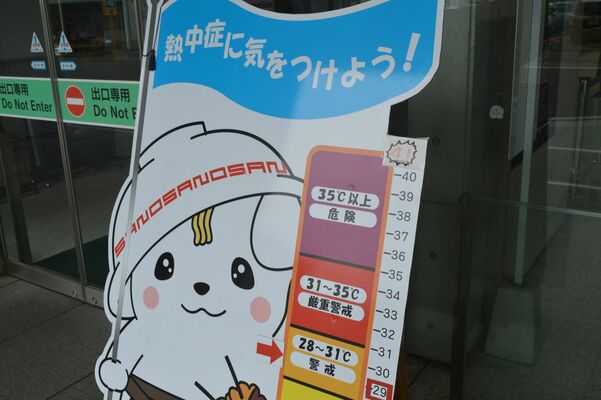 熱中症に気をつけよう!
出口専用
Do Not Enter
出口専用
Do Not E
SANOSANOSAN
41
35℃以上
危険
31～35℃
厳重警戒
28～31℃
警戒
40
39
38
37
36
35
34
33
32
31
30
29